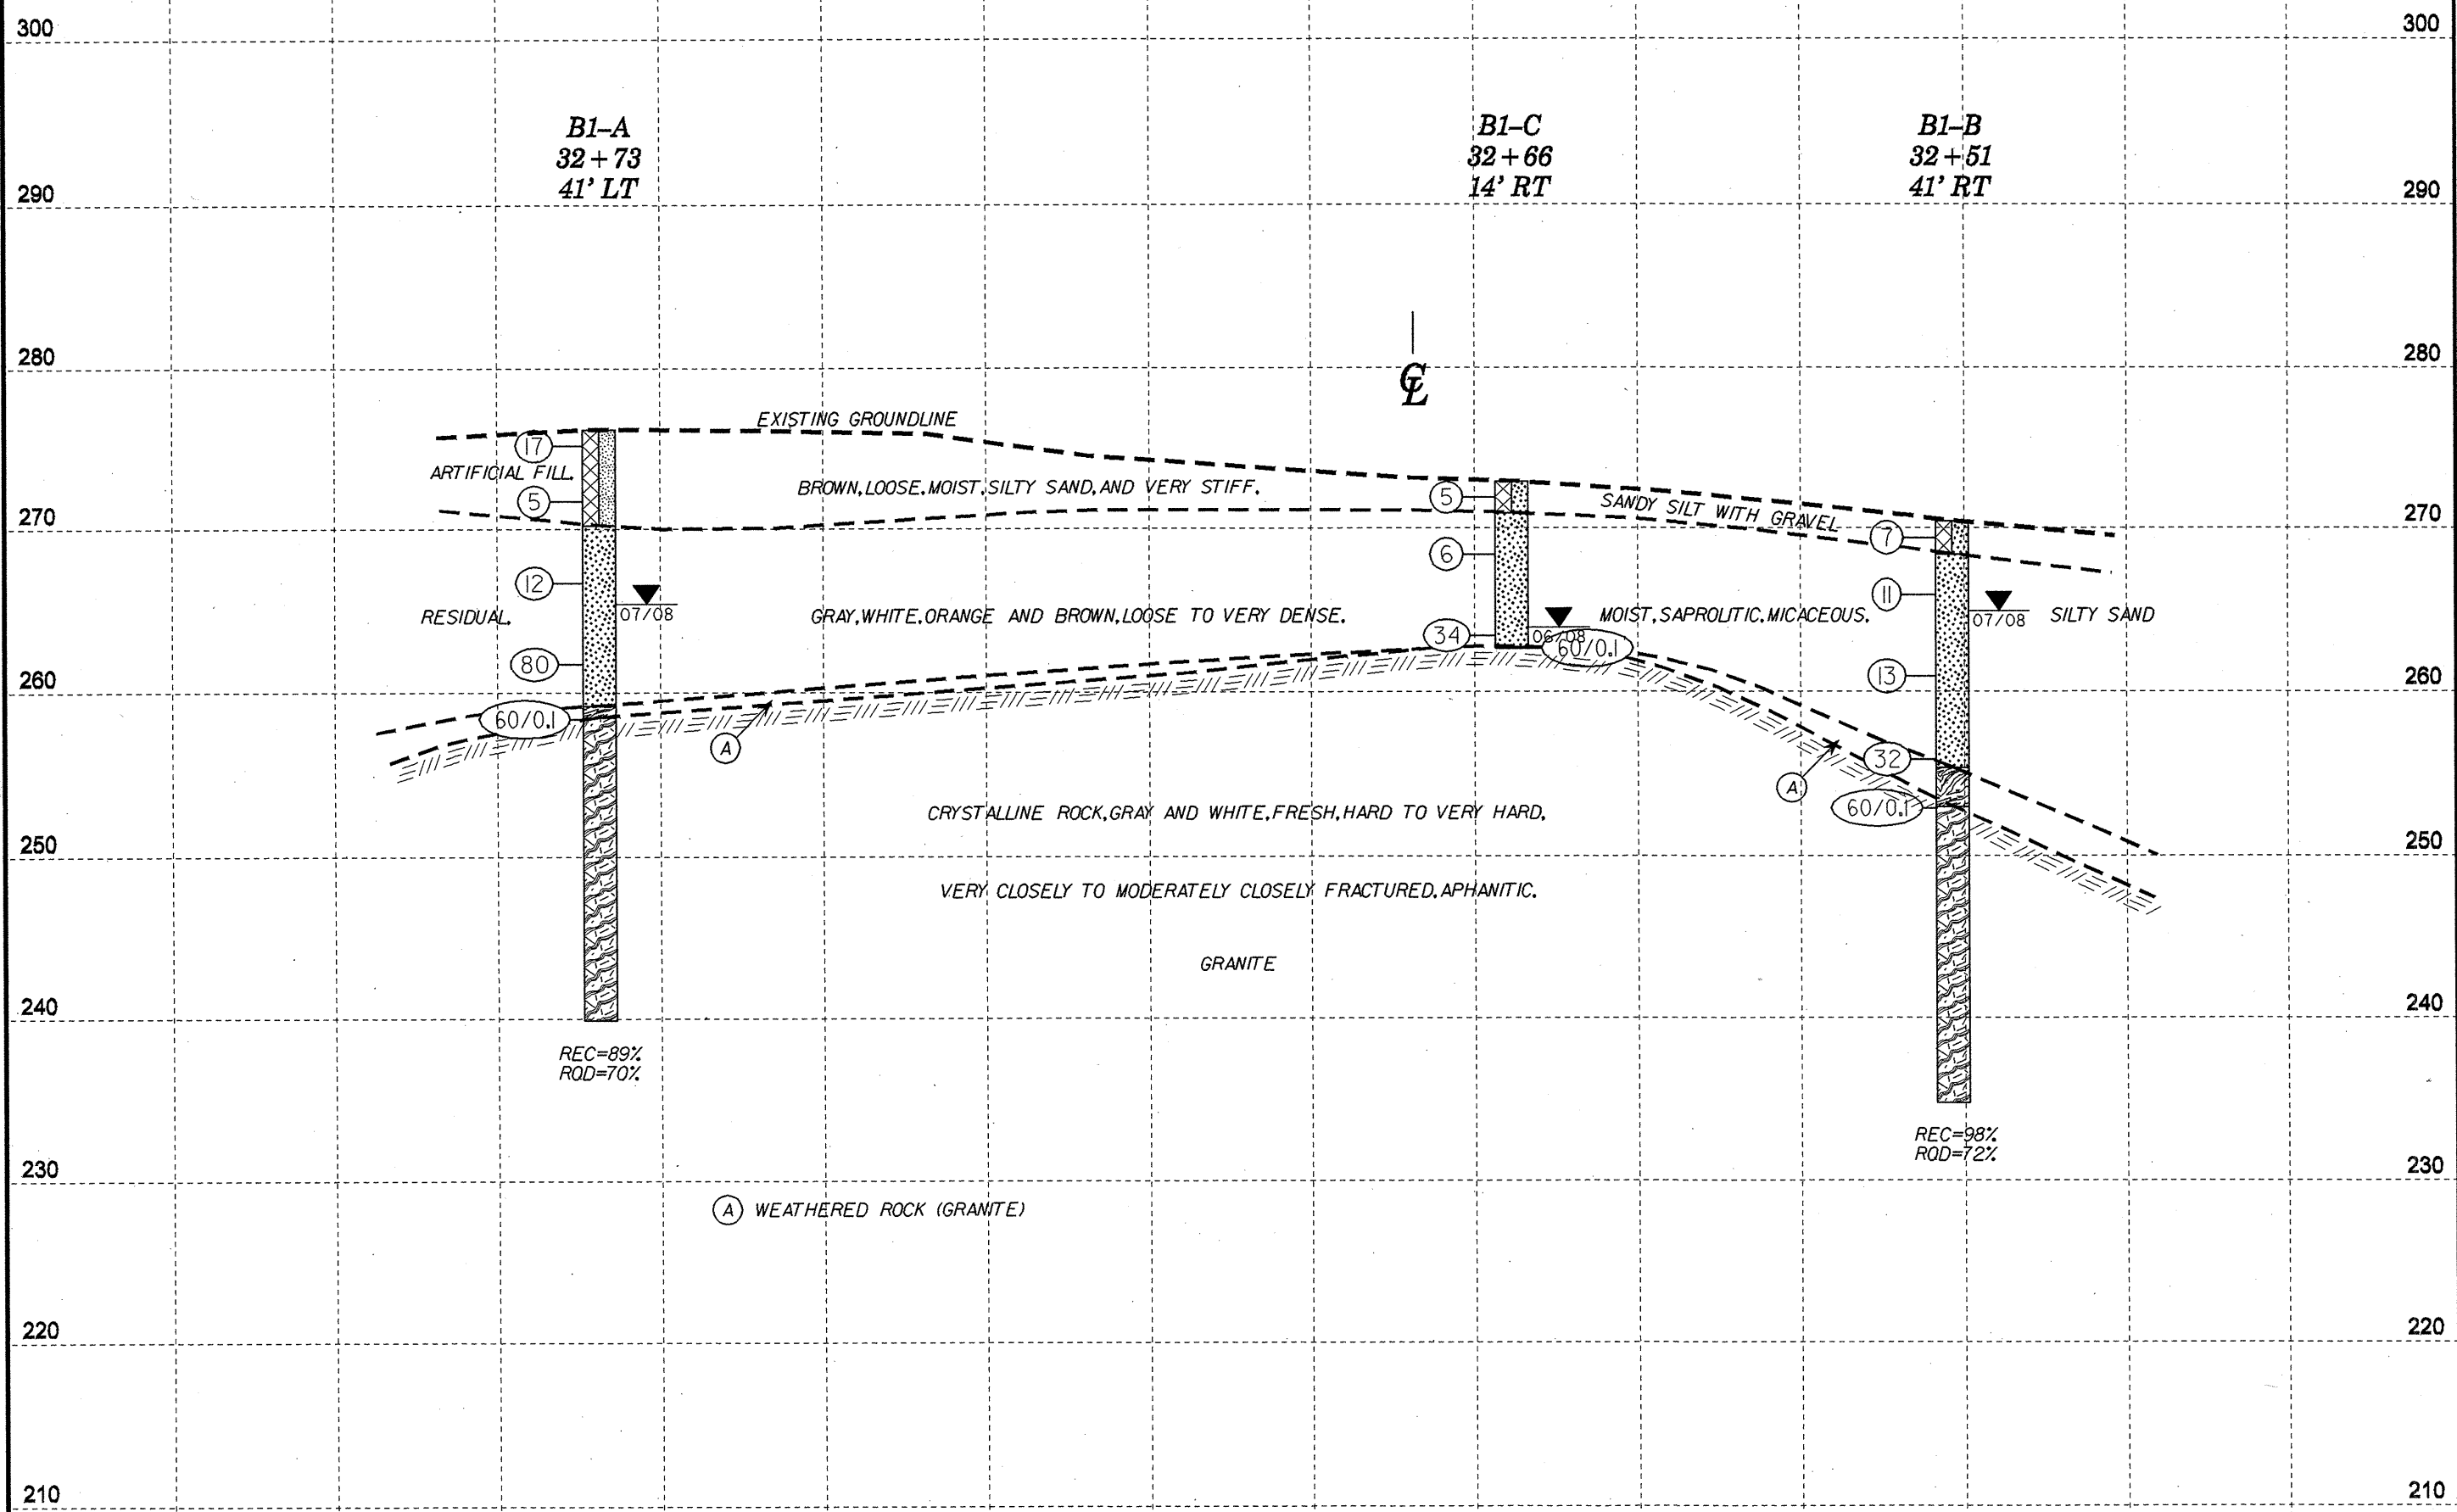 300 300
B1–A
32+73
41' LT
B1–C
32+66
14' RT
B1–B
32+51
41' RT
290 290
280 280
CL
EXISTING GROUNDLINE
17
ARTIFICIAL FILL.
BROWN, LOOSE, MOIST, SILTY SAND, AND VERY STIFF.
SANDY SILT WITH GRAVEL
5
5
7
270 270
12
6
11
07/08
06/08
07/08
RESIDUAL.
GRAY, WHITE, ORANGE AND BROWN, LOOSE TO VERY DENSE.
MOIST, SAPROLITIC, MICACEOUS.
SILTY SAND
34
60/0.1
80
13
260 260
60/0.1
A
32
A
60/0.1
CRYSTALLINE ROCK, GRAY AND WHITE, FRESH, HARD TO VERY HARD,
250 250
VERY CLOSELY TO MODERATELY CLOSELY FRACTURED, APHANITIC.
GRANITE
240 240
REC=89%
RQD=70%
REC=98%
RQD=72%
230 230
A WEATHERED ROCK (GRANITE)
220 220
210 210